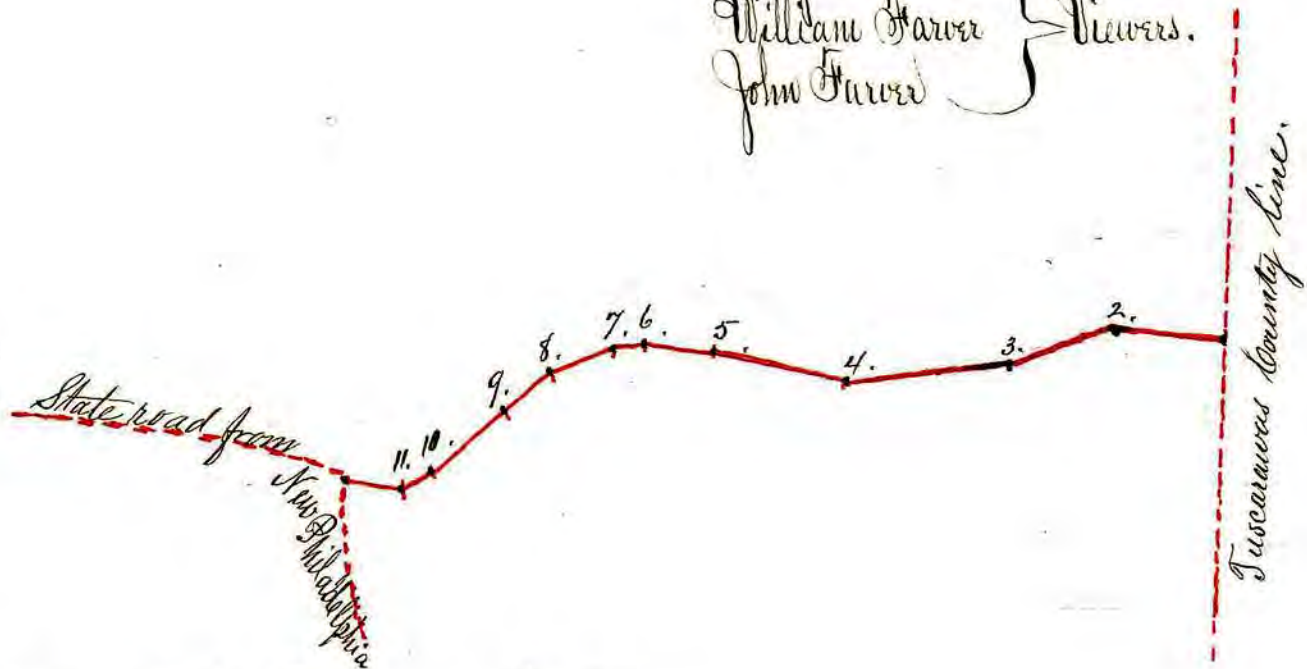 William Farver
John Farver
Viewers.
Tuscarawas County line.
2.
3.
4.
5.
6.
7.
8.
9.
10.
11.
State road from
New Philadelphia